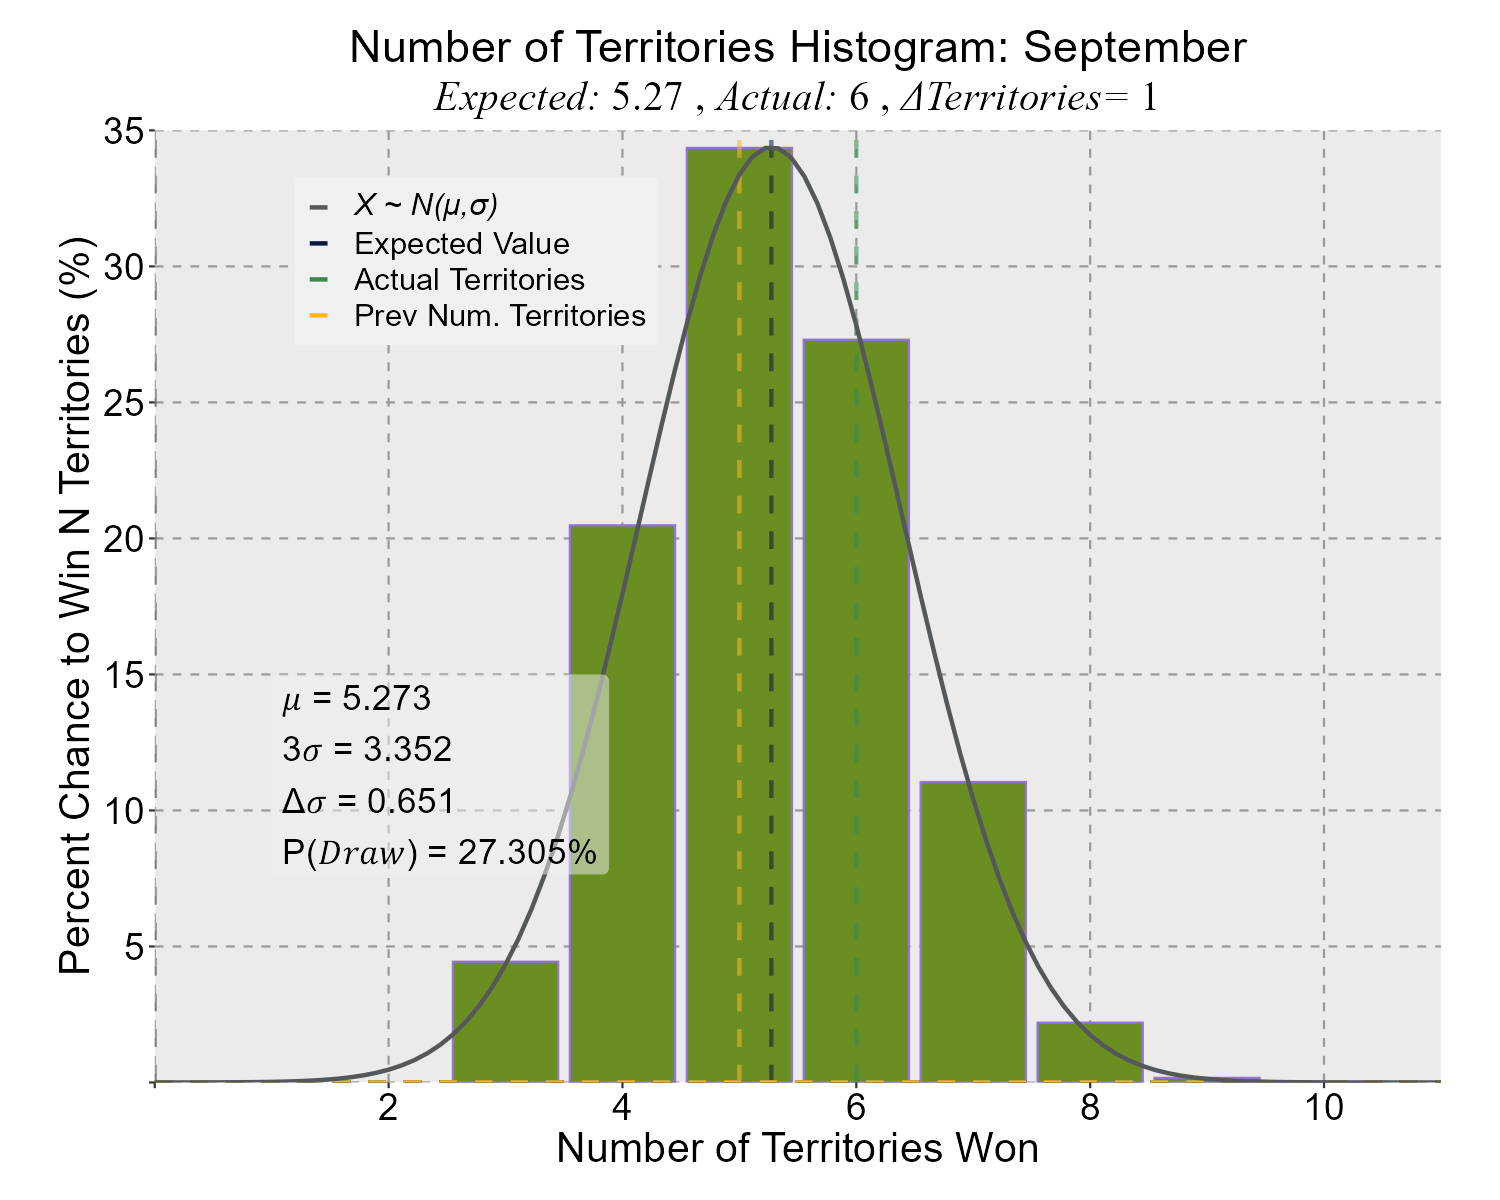 Number of Territories Histogram: September
Expected: 5.27 , Actual: 6 , ΔTerritories= 1
Percent Chance to Win N Territories (%)
35
30
25
20
15
10
5
X ~ N(μ,σ)
Expected Value
Actual Territories
Prev Num. Territories
μ = 5.273
3σ = 3.352
Δσ = 0.651
P(Draw) = 27.305%
2 4 6 8 10
Number of Territories Won